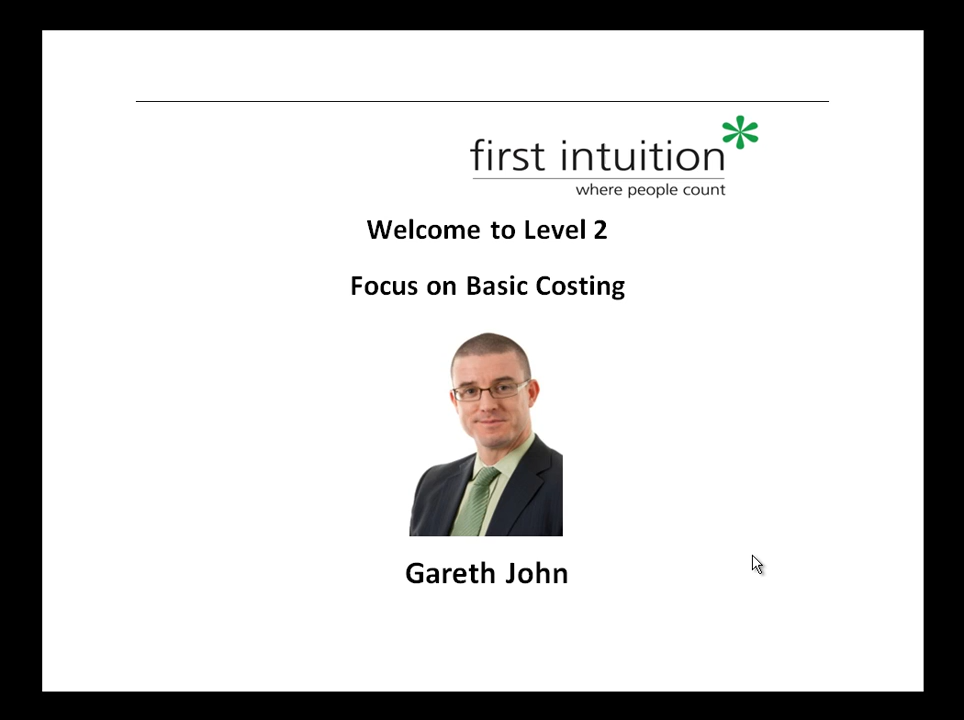 first intuition
where people count
Welcome to Level 2
Focus on Basic Costing
Gareth John